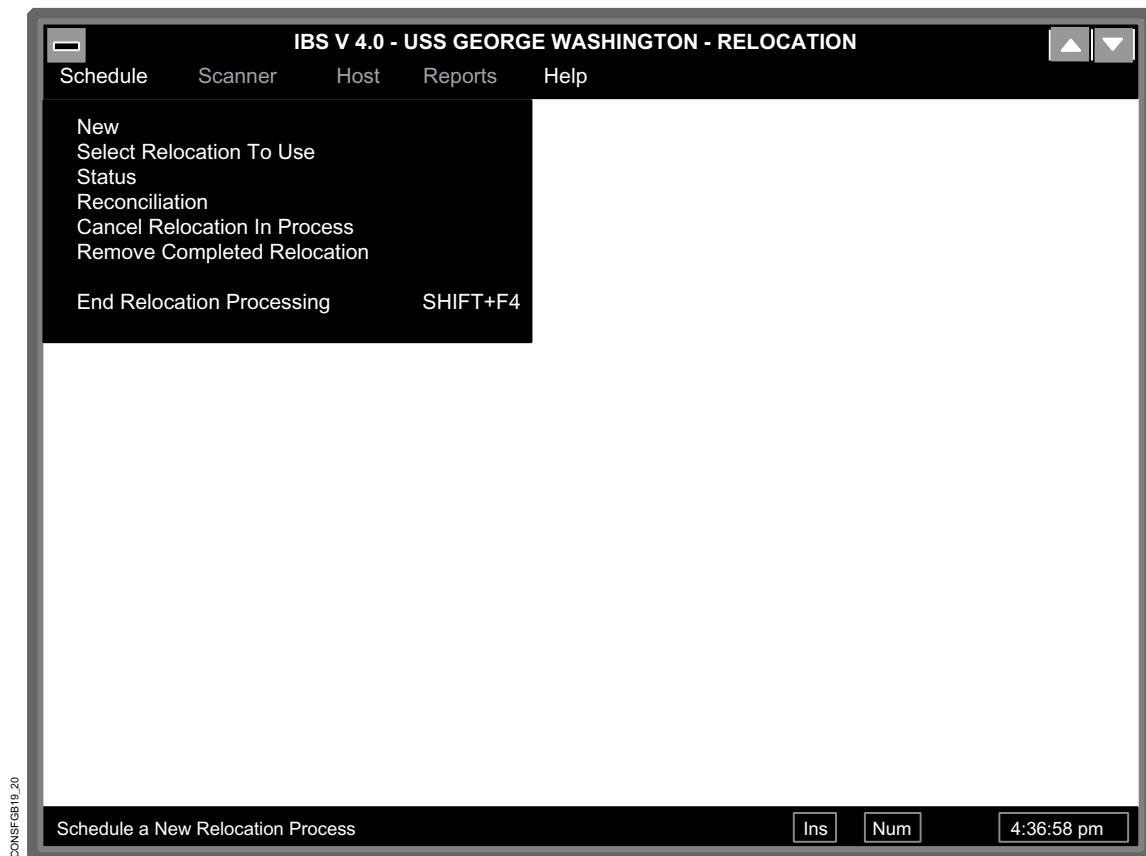 IBS V 4.0 - USS GEORGE WASHINGTON - RELOCATION
Schedule Scanner Host Reports Help
New
Select Relocation To Use
Status
Reconciliation
Cancel Relocation In Process
Remove Completed Relocation
End Relocation Processing SHIFT+F4
CONSFGB19_20
Schedule a New Relocation Process Ins Num 4:36:58 pm